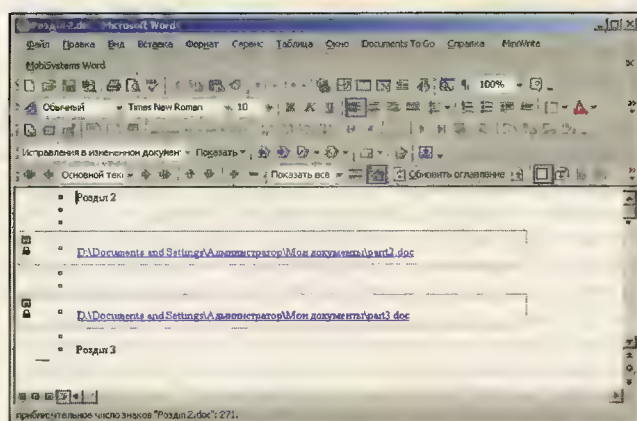 Розділ 2.doc - Microsoft Word
Файл Правка Вид Вставка Формат Сервис Таблица Окно Documents To Go Справка MiniWrite
MobiSystems Word
100%
Обычный Times New Roman 10 Ж К Ч
Исправления в измененном документ Показать
Основной текс Показать все Обновить оглавление
Розділ 2
D:\Documents and Settings\Администратор\Мои документы\part2.doc
D:\Documents and Settings\Администратор\Мои документы\part3.doc
Розділ 3
приблизительное число знаков "Розділ 2.doc": 271.